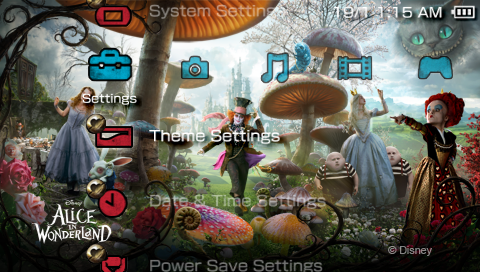 System Settings
19/1 1:15 AM
Settings
Theme Settings
Date & Time Settings
Disney
ALICE
IN
WONDERLAND
© Disney
Power Save Settings